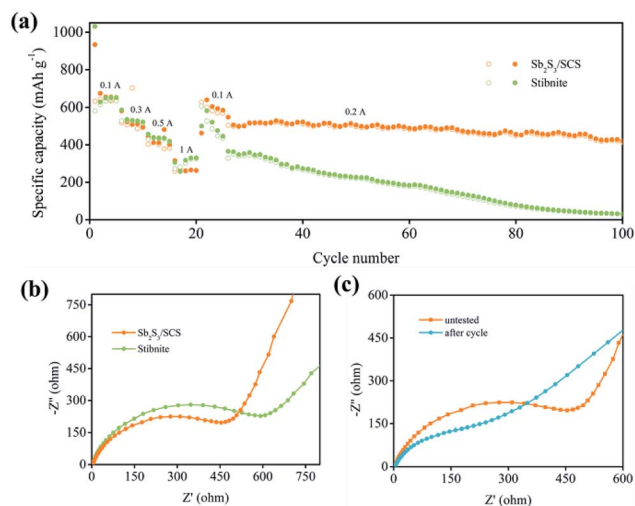 (a)
Specific capacity (mAh g⁻¹)
1000
800
600
400
200
0
0.1 A
0.3 A
0.5 A
1 A
0.1 A
0.2 A
Sb₂S₃/SCS
Stibnite
0 20 40 60 80 100
Cycle number
(b)
-Z'' (ohm)
750
600
450
300
150
0
Sb₂S₃/SCS
Stibnite
0 150 300 450 600 750
Z' (ohm)
(c)
-Z'' (ohm)
600
450
300
150
0
untested
after cycle
0 150 300 450 600
Z' (ohm)